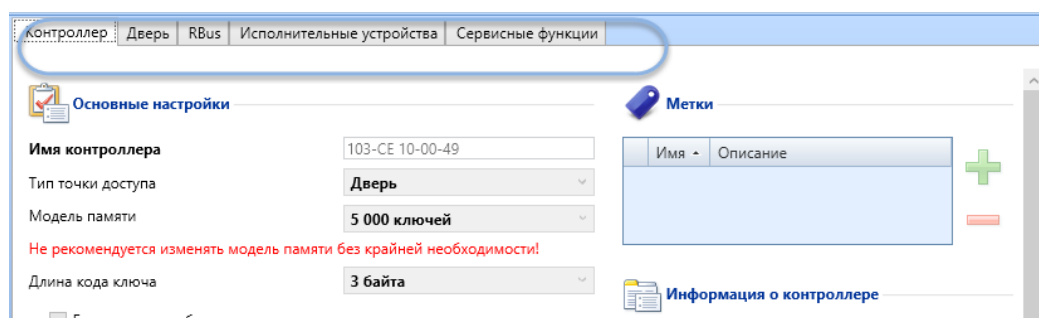 Контроллер Дверь RBus Исполнительные устройства Сервисные функции
Основные настройки
Имя контроллера 103-CE 10-00-49
Тип точки доступа Дверь
Модель памяти 5 000 ключей
Не рекомендуется изменять модель памяти без крайней необходимости!
Длина кода ключа 3 байта
Метки
Имя Описание
Информация о контроллере